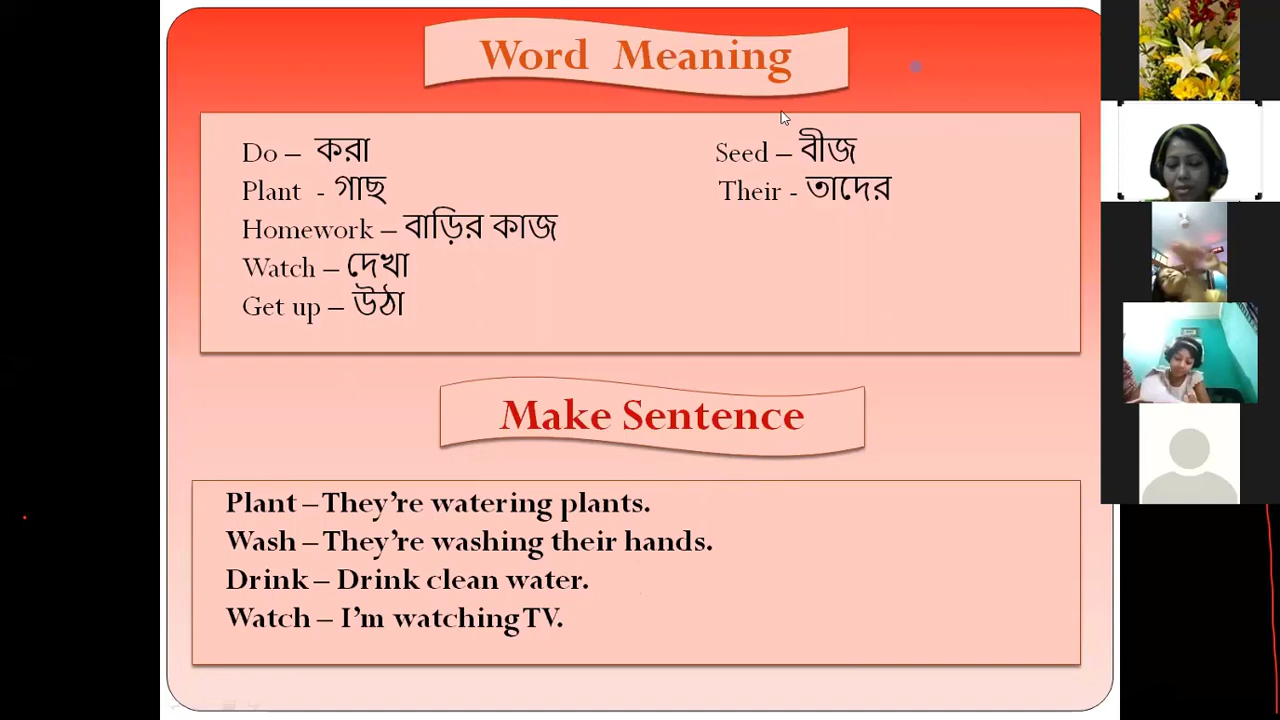 Word Meaning
Do – করা
Plant - গাছ
Homework – বাড়ির কাজ
Watch – দেখা
Get up – উঠা
Seed – বীজ
Their - তাদের
Make Sentence
Plant – They're watering plants.
Wash – They're washing their hands.
Drink – Drink clean water.
Watch – I'm watching TV.